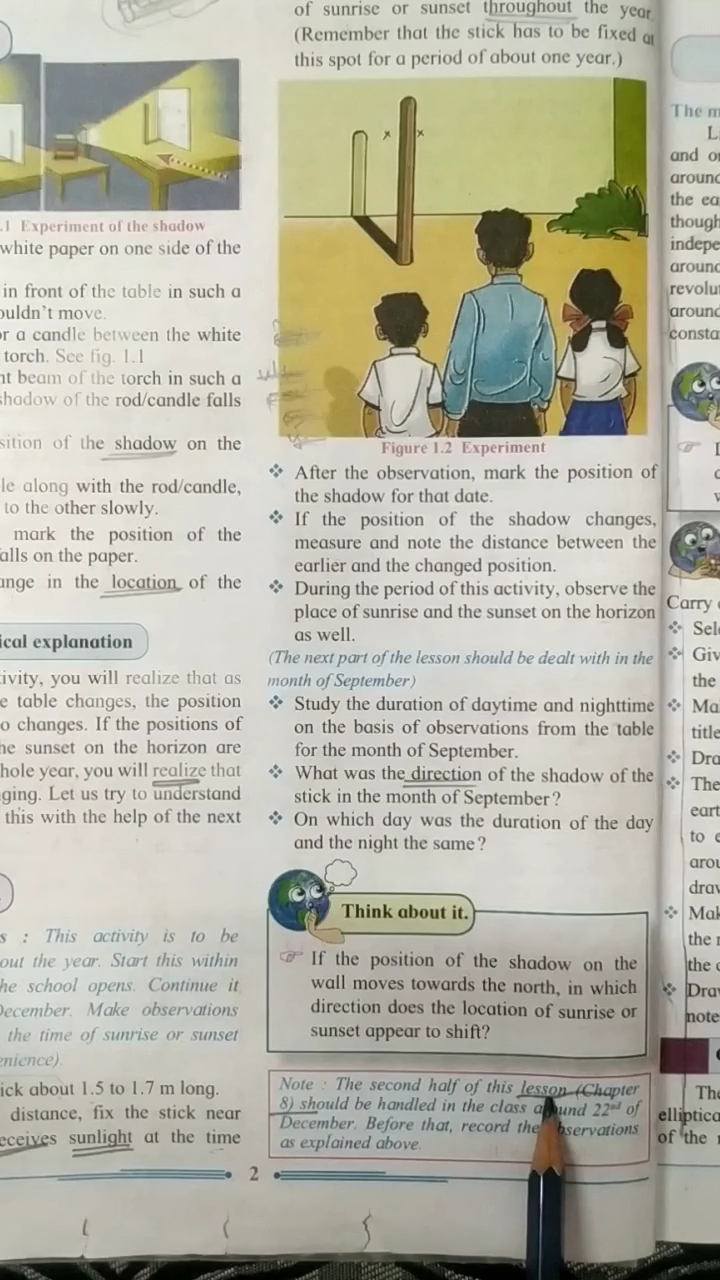 .1 Experiment of the shadow
white paper on one side of the
in front of the table in such a
ouldn't move.
or a candle between the white
torch. See fig. 1.1
nt beam of the torch in such a
shadow of the rod/candle falls
sition of the shadow on the
le along with the rod/candle,
to the other slowly.
mark the position of the
alls on the paper.
ange in the location of the
ical explanation
tivity, you will realize that as
e table changes, the position
o changes. If the positions of
he sunset on the horizon are
hole year, you will realize that
ging. Let us try to understand
this with the help of the next
s : This activity is to be
out the year. Start this within
he school opens. Continue it
December. Make observations
the time of sunrise or sunset
enience).
ick about 1.5 to 1.7 m long.
distance, fix the stick near
eceives sunlight at the time
of sunrise or sunset throughout the year.
(Remember that the stick has to be fixed at
this spot for a period of about one year.)
Figure 1.2 Experiment
❖ After the observation, mark the position of
the shadow for that date.
❖ If the position of the shadow changes,
measure and note the distance between the
earlier and the changed position.
❖ During the period of this activity, observe the
place of sunrise and the sunset on the horizon
as well.
(The next part of the lesson should be dealt with in the
month of September)
❖ Study the duration of daytime and nighttime
on the basis of observations from the table
for the month of September.
❖ What was the direction of the shadow of the
stick in the month of September?
❖ On which day was the duration of the day
and the night the same?
Think about it.
☞ If the position of the shadow on the
wall moves towards the north, in which
direction does the location of sunrise or
sunset appear to shift?
Note : The second half of this lesson (Chapter
8) should be handled in the class around 22nd of
December. Before that, record the observations
as explained above.
2
The m
L
and o
around
the ea
though
indepe
around
revolu
around
consta
Carry
❖ Sel
❖ Giv
the
❖ Ma
title
❖ Dra
❖ The
eart
to e
arou
draw
❖ Mak
the
the
❖ Dra
note
The
elliptica
of the